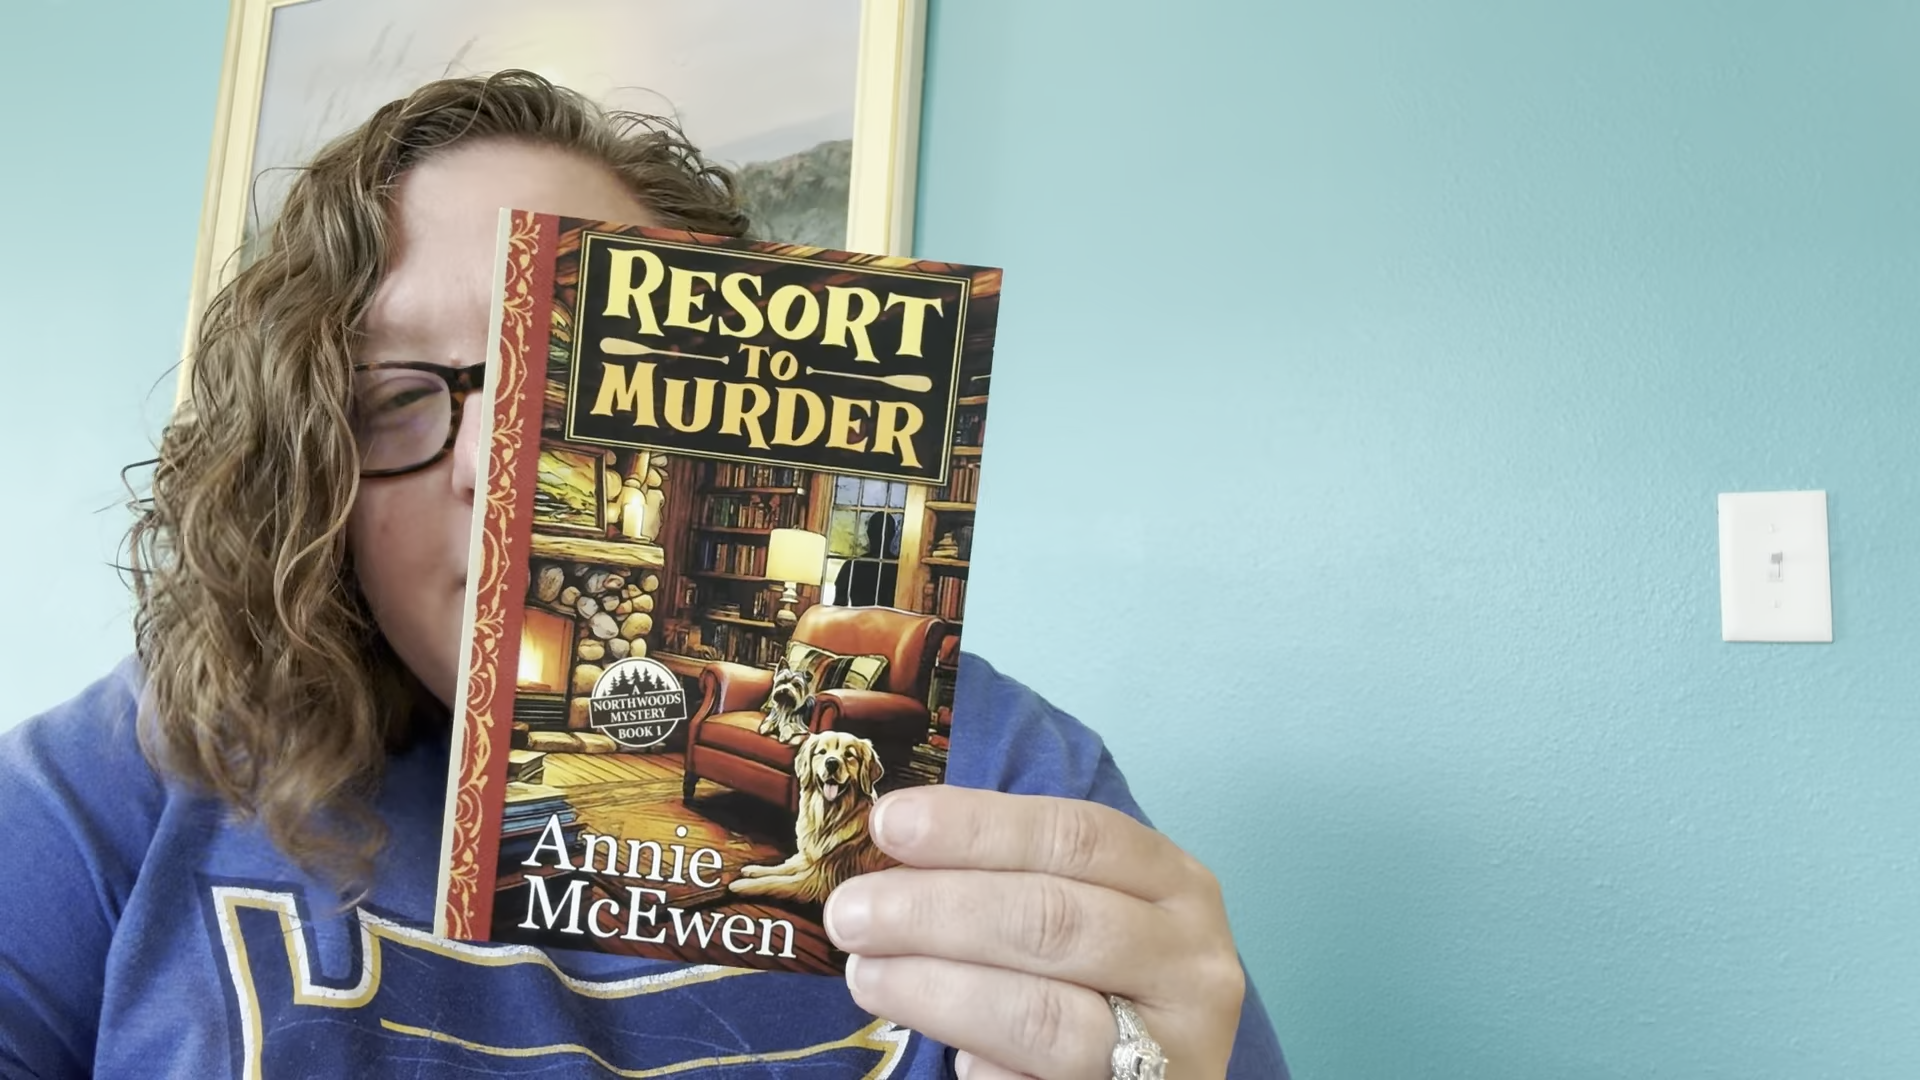 RESORT
TO
MURDER
A
NORTHWOODS
MYSTERY
BOOK 1
Annie
McEwen